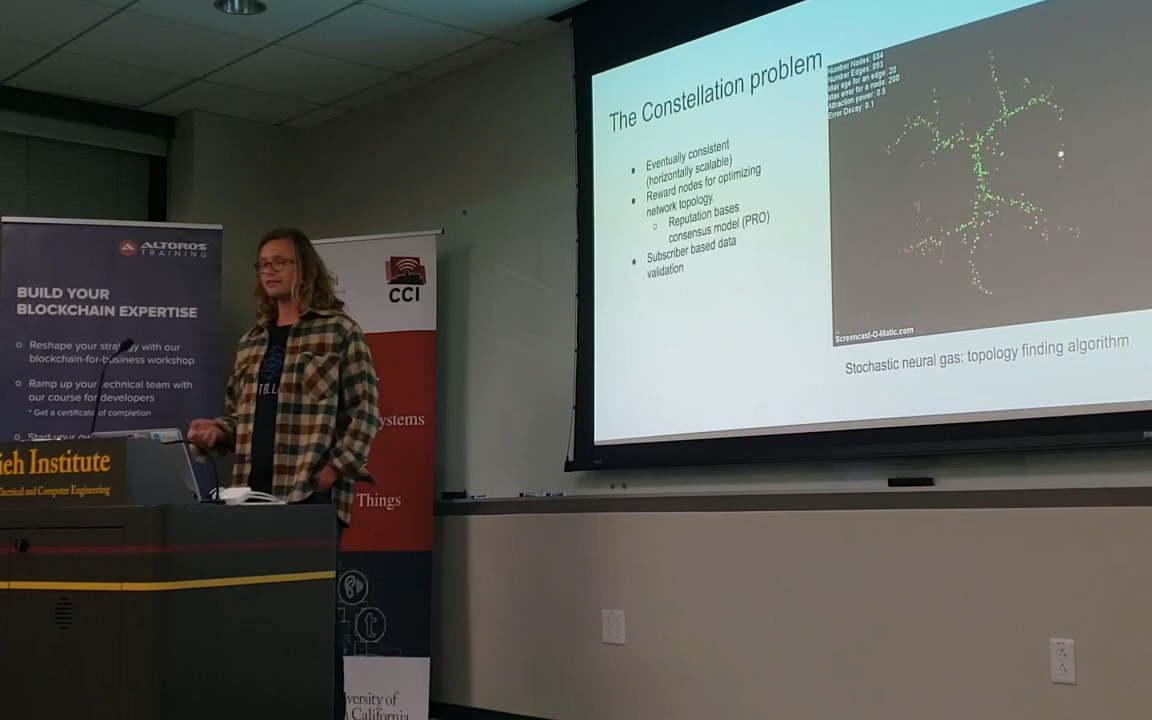 The Constellation problem
Eventually consistent
(horizontally scalable)
Reward nodes for optimizing
network topology.
Reputation bases
consensus model (PRO)
Subscriber based data
validation
Number Nodes: 684
Number Edges: 893
Max age for an edge: 20
Max error for a node: 200
Attraction power: 0.5
Error Decay: 0.1
Screencast-O-Matic.com
Stochastic neural gas: topology finding algorithm
ALTOROS
TRAINING
BUILD YOUR
BLOCKCHAIN EXPERTISE
Reshape your strategy with our
blockchain-for-business workshop
Ramp up your technical team with
our course for developers
* Get a certificate of completion
Start your
CCI
ystems
Things
versity of
California
ieh Institute
Electrical and Computer Engineering